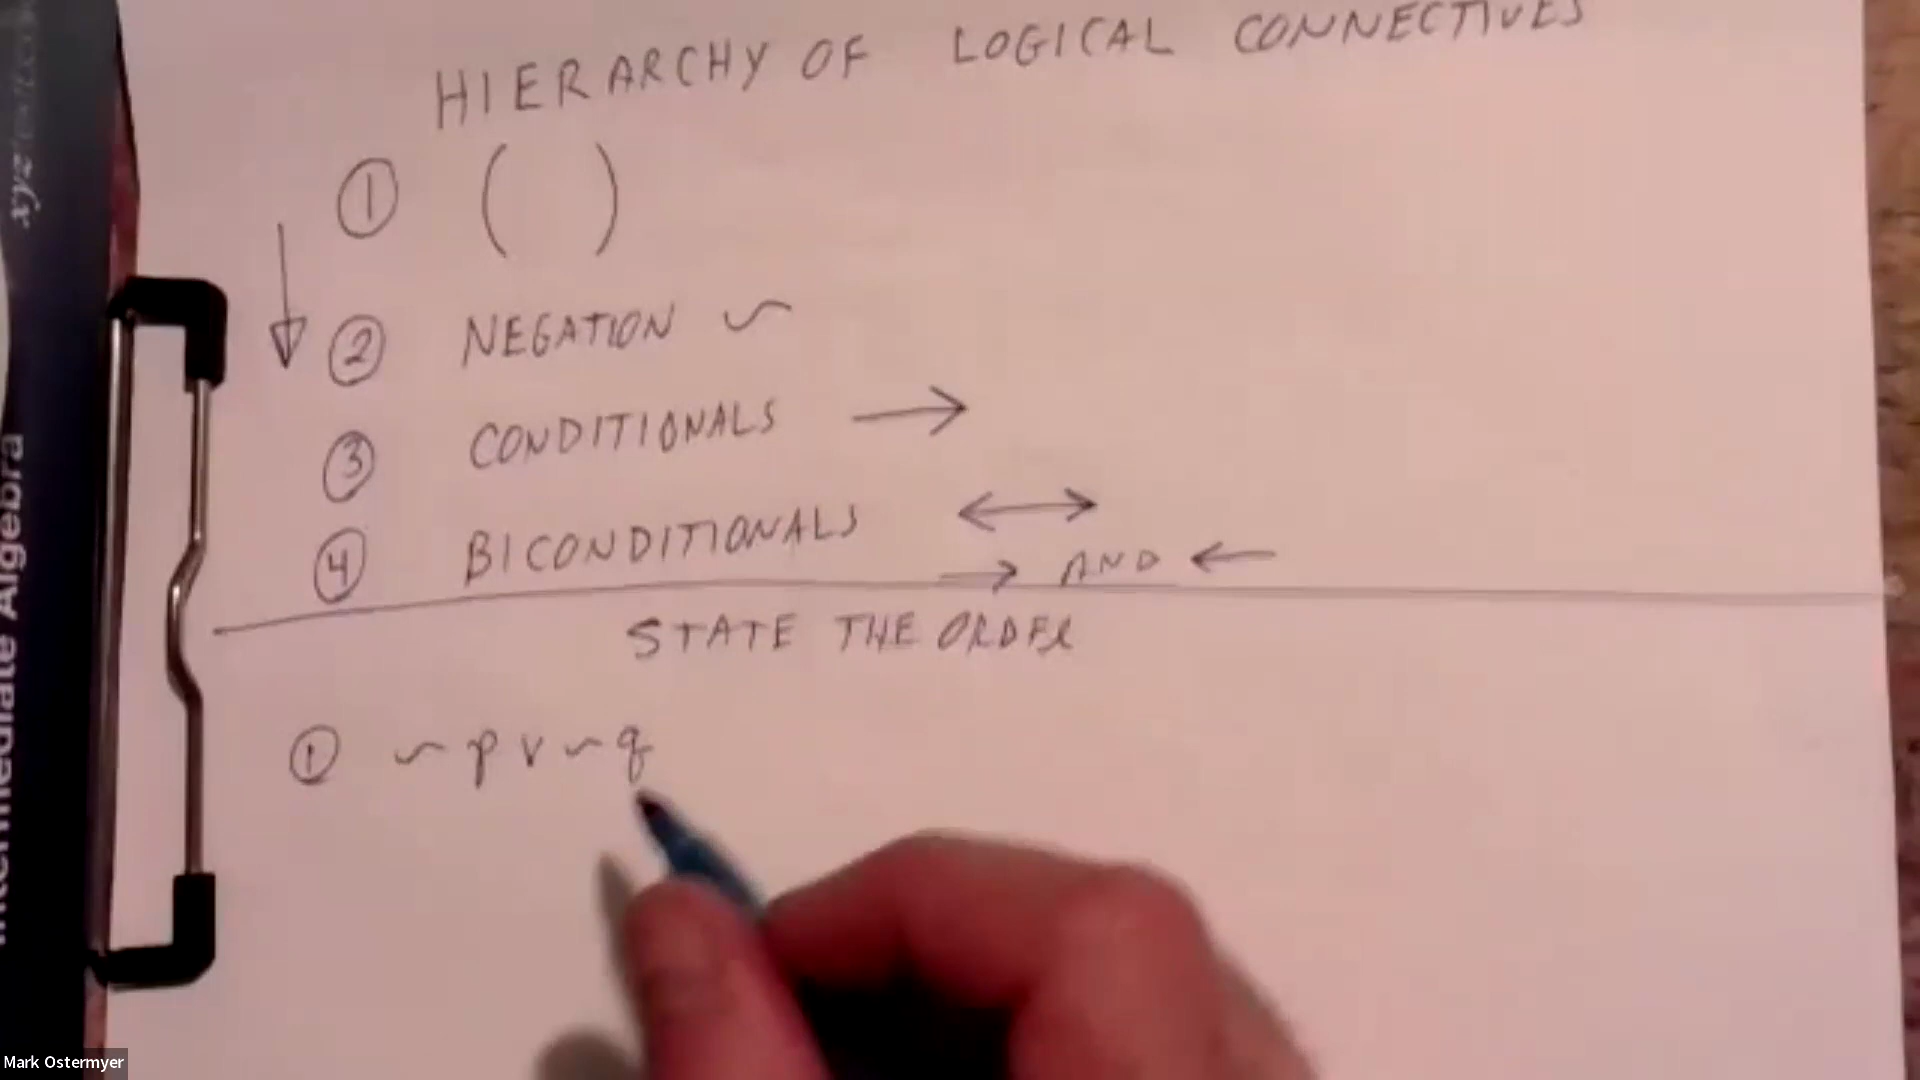 HIERARCHY OF LOGICAL CONNECTIVES
① ( )
② NEGATION ~
③ CONDITIONALS →
④ BICONDITIONALS ↔
→ AND ←
STATE THE ORDER
① ~p v ~q
Intermediate Algebra
xyz
Mark Ostermyer